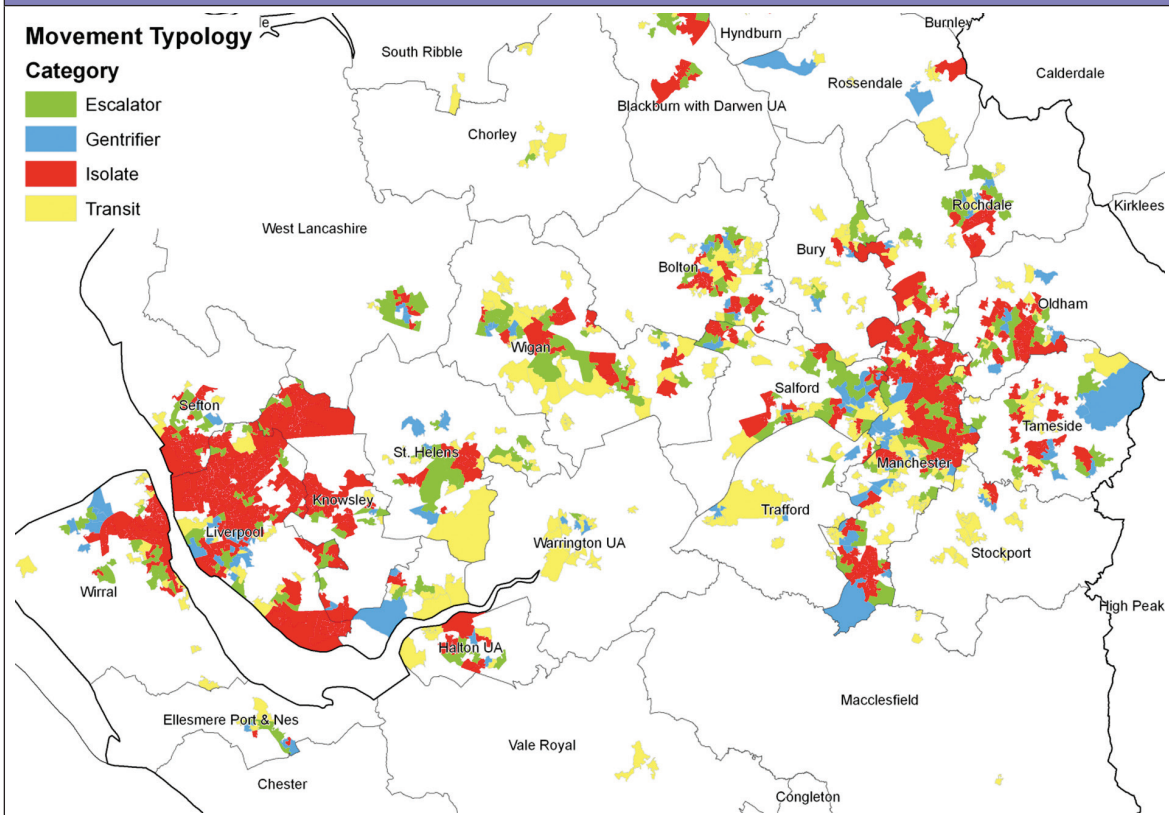 Movement Typology
Category
Escalator
Gentrifier
Isolate
Transit
e
South Ribble
Hyndburn
Burnley
Calderdale
Rossendale
Blackburn with Darwen UA
Chorley
West Lancashire
Rochdale
Kirklees
Bury
Bolton
Oldham
Wigan
Salford
Sefton
St. Helens
Tameside
Manchester
Knowsley
Trafford
Liverpool
Warrington UA
Stockport
Wirral
High Peak
Halton UA
Macclesfield
Ellesmere Port & Nes
Vale Royal
Chester
Congleton